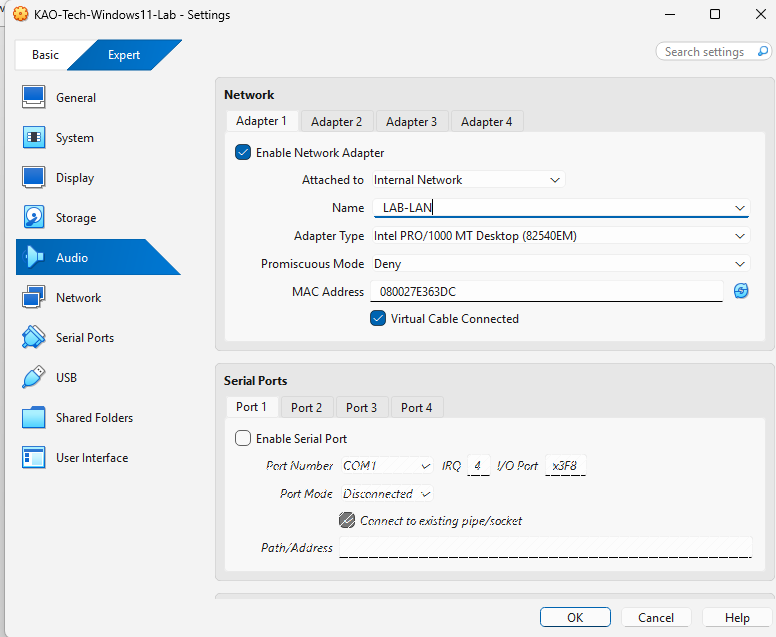 KAO-Tech-Windows11-Lab - Settings
Basic
Expert
Search settings
General
System
Display
Storage
Audio
Network
Serial Ports
USB
Shared Folders
User Interface
Network
Adapter 1
Adapter 2
Adapter 3
Adapter 4
Enable Network Adapter
Attached to Internal Network
Name LAB-LAN
Adapter Type Intel PRO/1000 MT Desktop (82540EM)
Promiscuous Mode Deny
MAC Address 080027E363DC
Virtual Cable Connected
Serial Ports
Port 1
Port 2
Port 3
Port 4
Enable Serial Port
Port Number COM1 IRQ 4 I/O Port x3F8
Port Mode Disconnected
Connect to existing pipe/socket
Path/Address
OK
Cancel
Help